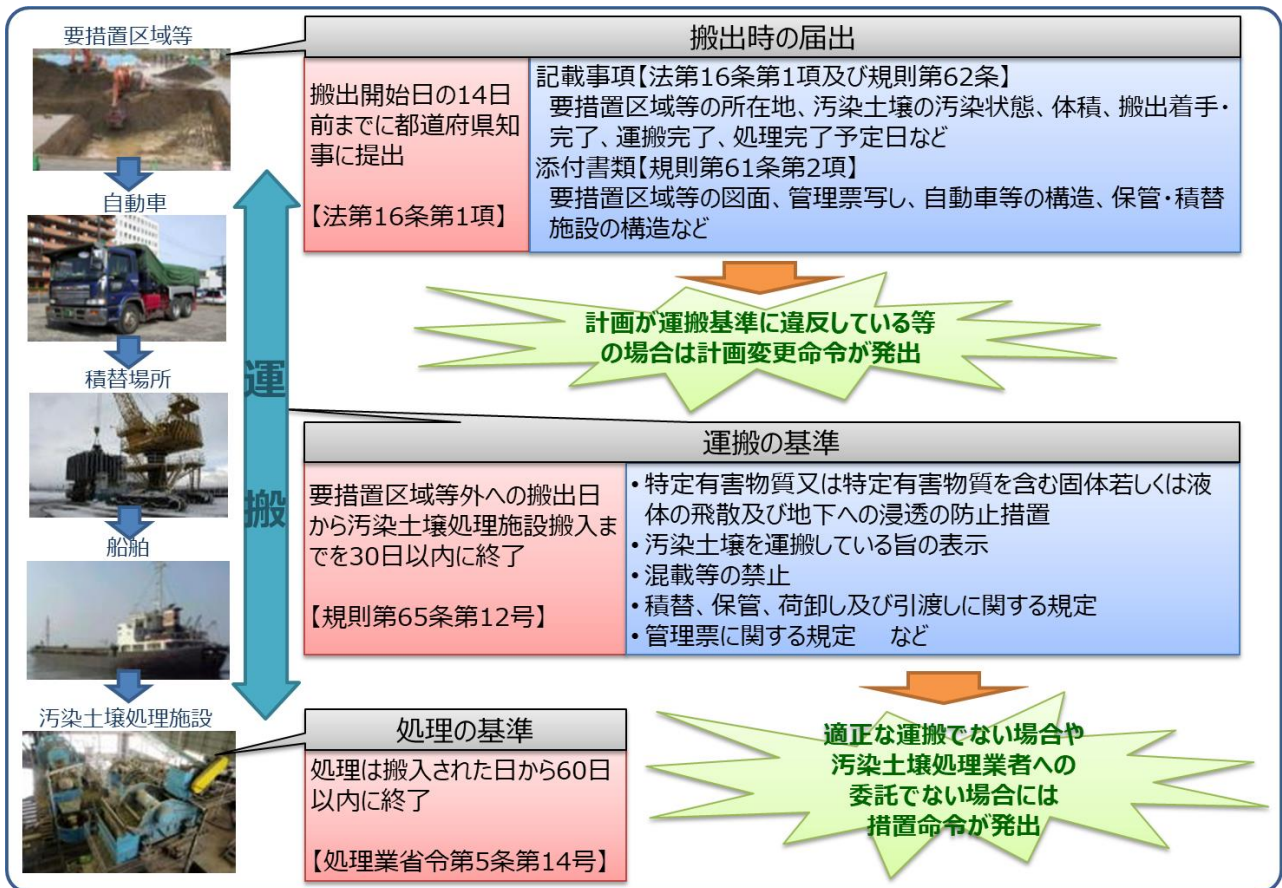 要措置区域等
自動車
積替場所
船舶
汚染土壌処理施設
運
搬
搬出時の届出
搬出開始日の14日
前までに都道府県知
事に提出
【法第16条第1項】
記載事項【法第16条第1項及び規則第62条】
要措置区域等の所在地、汚染土壌の汚染状態、体積、搬出着手・
完了、運搬完了、処理完了予定日など
添付書類【規則第61条第2項】
要措置区域等の図面、管理票写し、自動車等の構造、保管・積替
施設の構造など
計画が運搬基準に違反している等
の場合は計画変更命令が発出
運搬の基準
要措置区域等外への搬出日
から汚染土壌処理施設搬入ま
でを30日以内に終了
【規則第65条第12号】
・特定有害物質又は特定有害物質を含む固体若しくは液
体の飛散及び地下への浸透の防止措置
・汚染土壌を運搬している旨の表示
・混載等の禁止
・積替、保管、荷卸し及び引渡しに関する規定
・管理票に関する規定　など
処理の基準
処理は搬入された日から60日
以内に終了
【処理業省令第5条第14号】
適正な運搬でない場合や
汚染土壌処理業者への
委託でない場合には
措置命令が発出